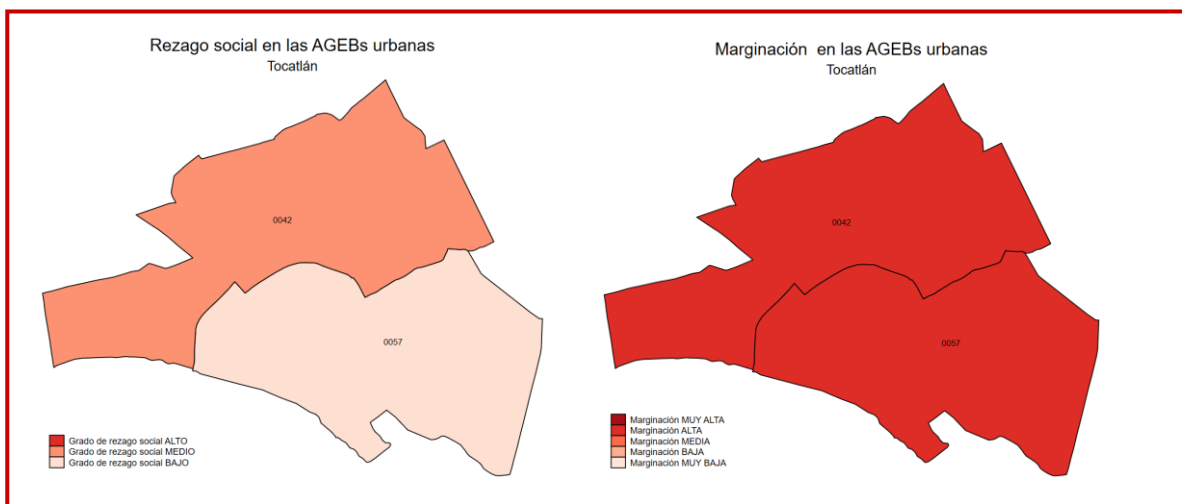 Rezago social en las AGEBs urbanas
Tocatlán
0042
0057
Grado de rezago social ALTO
Grado de rezago social MEDIO
Grado de rezago social BAJO
Marginación en las AGEBs urbanas
Tocatlán
0042
0057
Marginación MUY ALTA
Marginación ALTA
Marginación MEDIA
Marginación BAJA
Marginación MUY BAJA